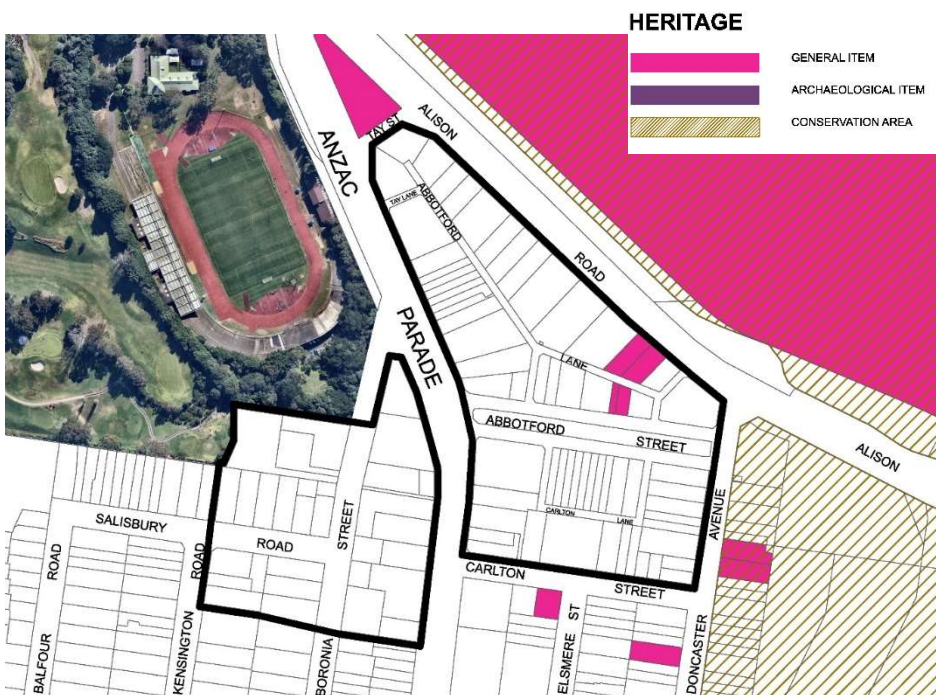 HERITAGE
GENERAL ITEM
ARCHAEOLOGICAL ITEM
CONSERVATION AREA
TAY ST
ALISON
ANZAC
TAY LANE
ABBOTFORD
ROAD
PARADE
LANE
ABBOTFORD
STREET
ALISON
CARLTON
LANE
AVENUE
SALISBURY
ROAD
STREET
ROAD
ROAD
CARLTON
STREET
BALFOUR
KENSINGTON
BORONIA
ELSMERE ST
DONCASTER